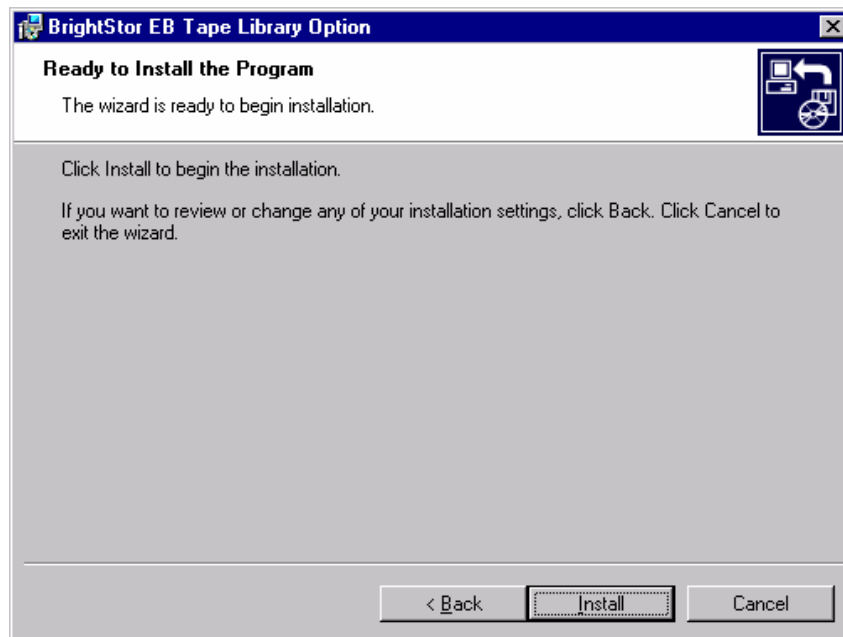 BrightStor EB Tape Library Option
Ready to Install the Program
The wizard is ready to begin installation.
Click Install to begin the installation.
If you want to review or change any of your installation settings, click Back. Click Cancel to
exit the wizard.
< Back
Install
Cancel